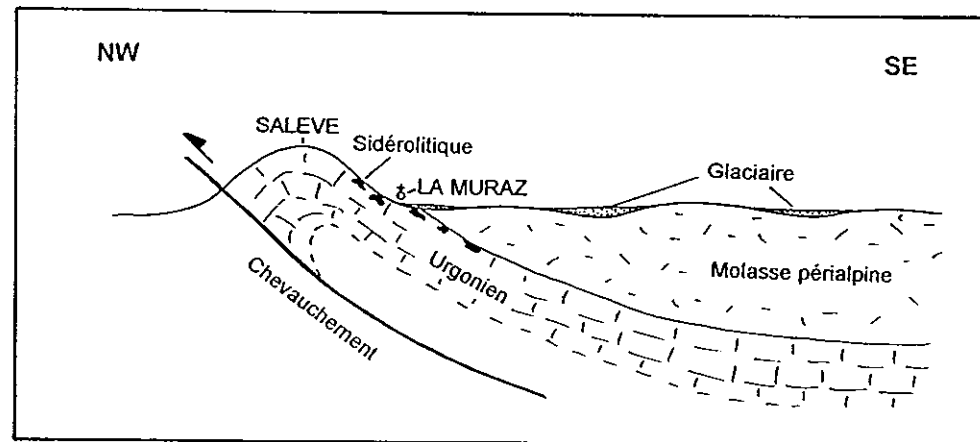 NW
SE
SALEVE
Sidérolitique
LA MURAZ
Glaciaire
Urgonien
Molasse périalpine
Chevauchement